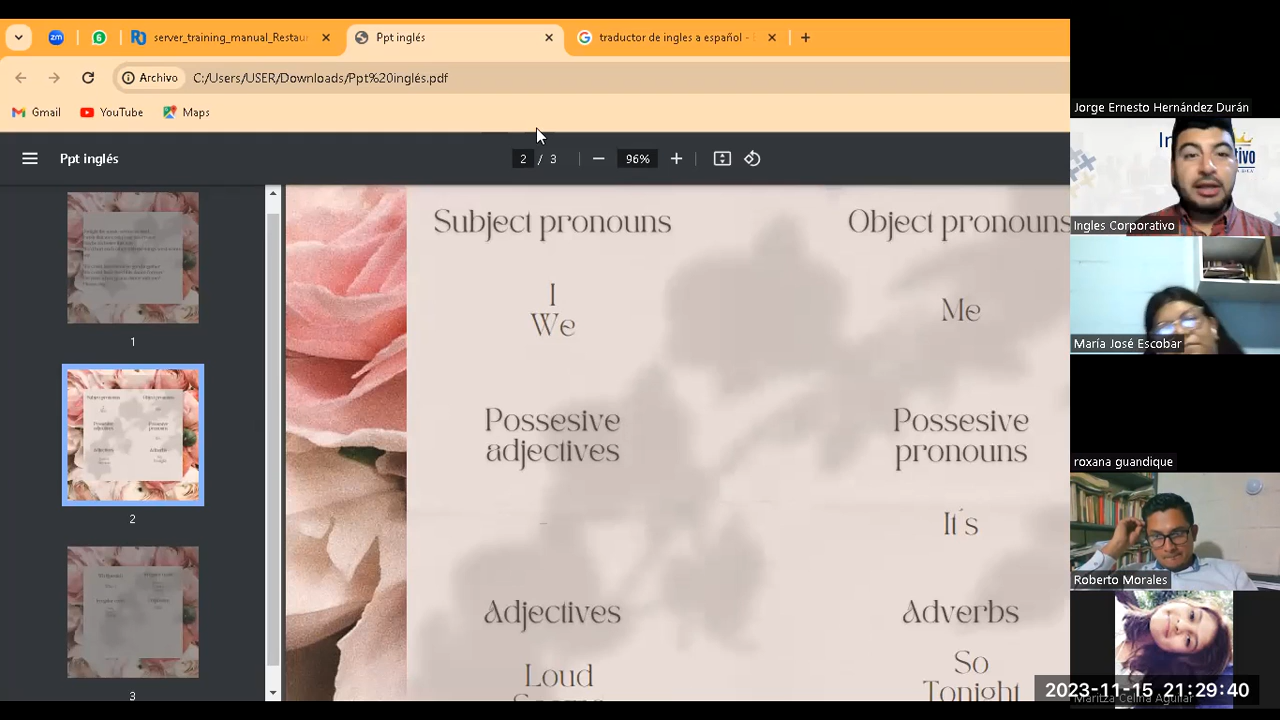 server_training_manual_Restau
Ppt inglés
traductor de ingles a español -
Archivo
C:/Users/USER/Downloads/Ppt%20inglés.pdf
Gmail
YouTube
Maps
Ppt inglés
2 / 3
96%
1
2
3
Subject pronouns
I
We
Object pronouns
Me
Possesive
adjectives
Possesive
pronouns
It´s
Adjectives
Loud
Adverbs
So
Tonight
Jorge Ernesto Hernández Durán
Ingles Corporativo
María José Escobar
roxana guandique
Roberto Morales
Maritza Celina Aguilar
2023-11-15 21:29:40